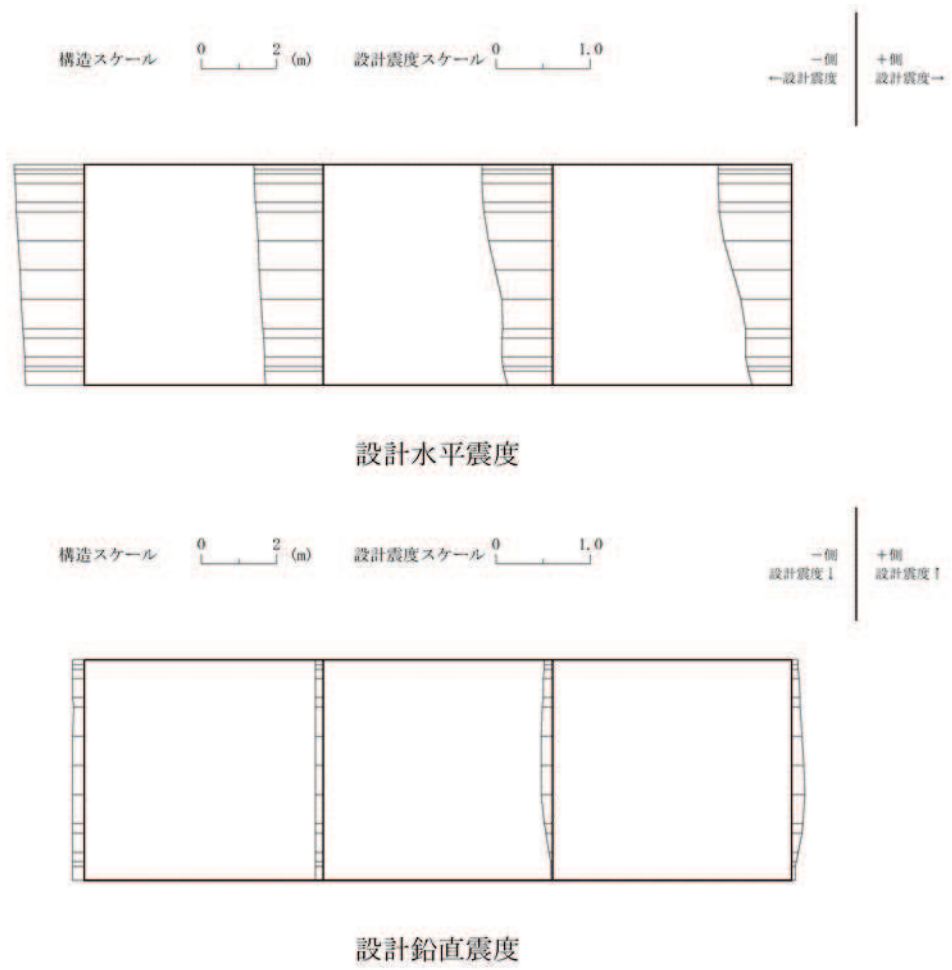 構造スケール 0 2 (m) 設計震度スケール 0 1.0
－側 ＋側
←設計震度 設計震度→
設計水平震度
構造スケール 0 2 (m) 設計震度スケール 0 1.0
－側 ＋側
設計震度↓ 設計震度↑
設計鉛直震度